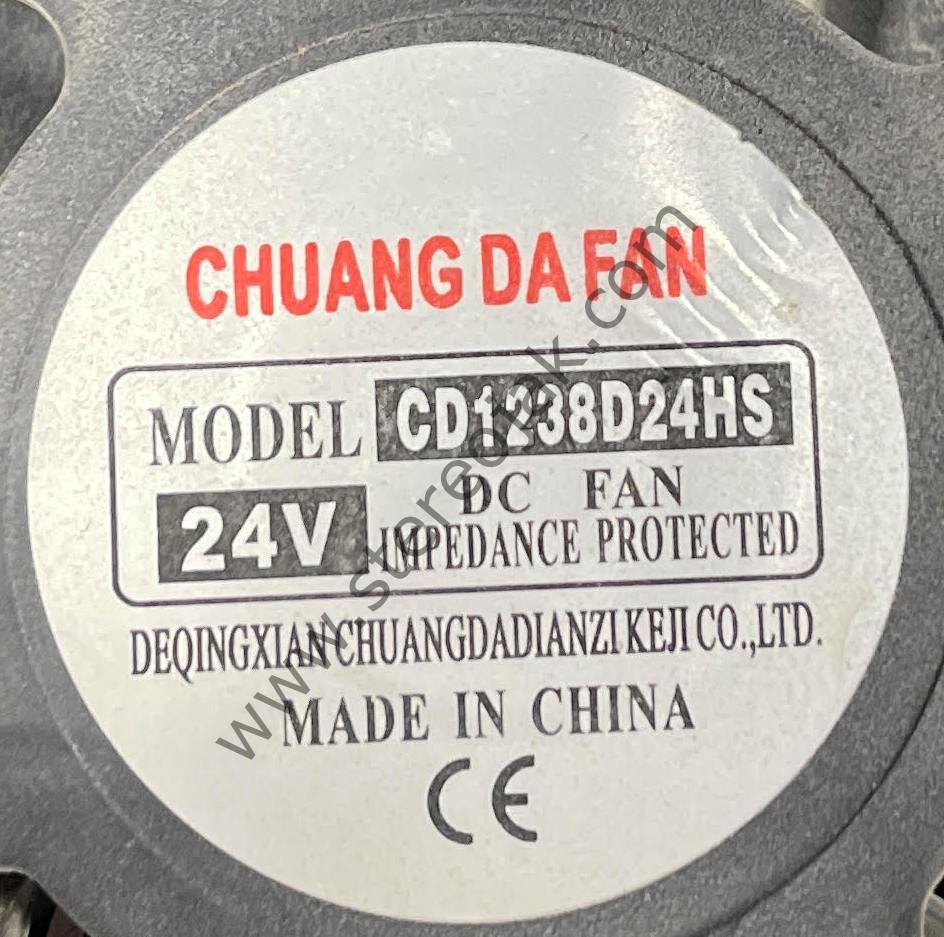 CHUANG DA FAN
MODEL CD1238D24HS
24V DC FAN
IMPEDANCE PROTECTED
DEQINGXIAN CHUANGDADIANZI KEJI CO.,LTD.
MADE IN CHINA
CE
www.storeotak.com